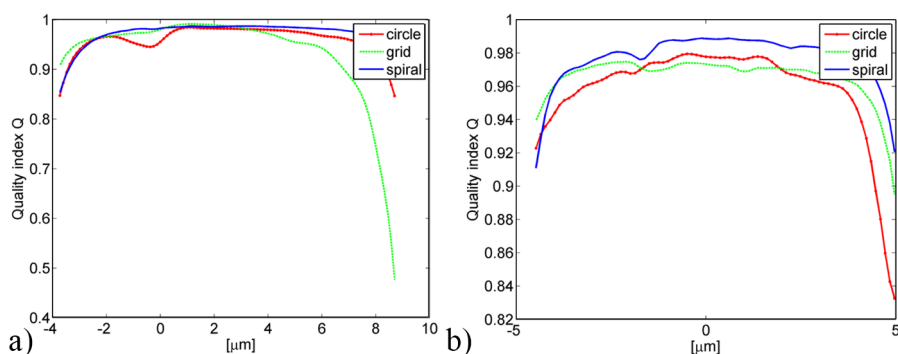 1
0.9
0.8
0.7
0.6
0.5
0.4
Quality index Q
-4
-2
0
2
4
6
8
10
[μm]
circle
grid
spiral
a)
1
0.98
0.96
0.94
0.92
0.9
0.88
0.86
0.84
0.82
Quality index Q
-5
0
5
[μm]
circle
grid
spiral
b)